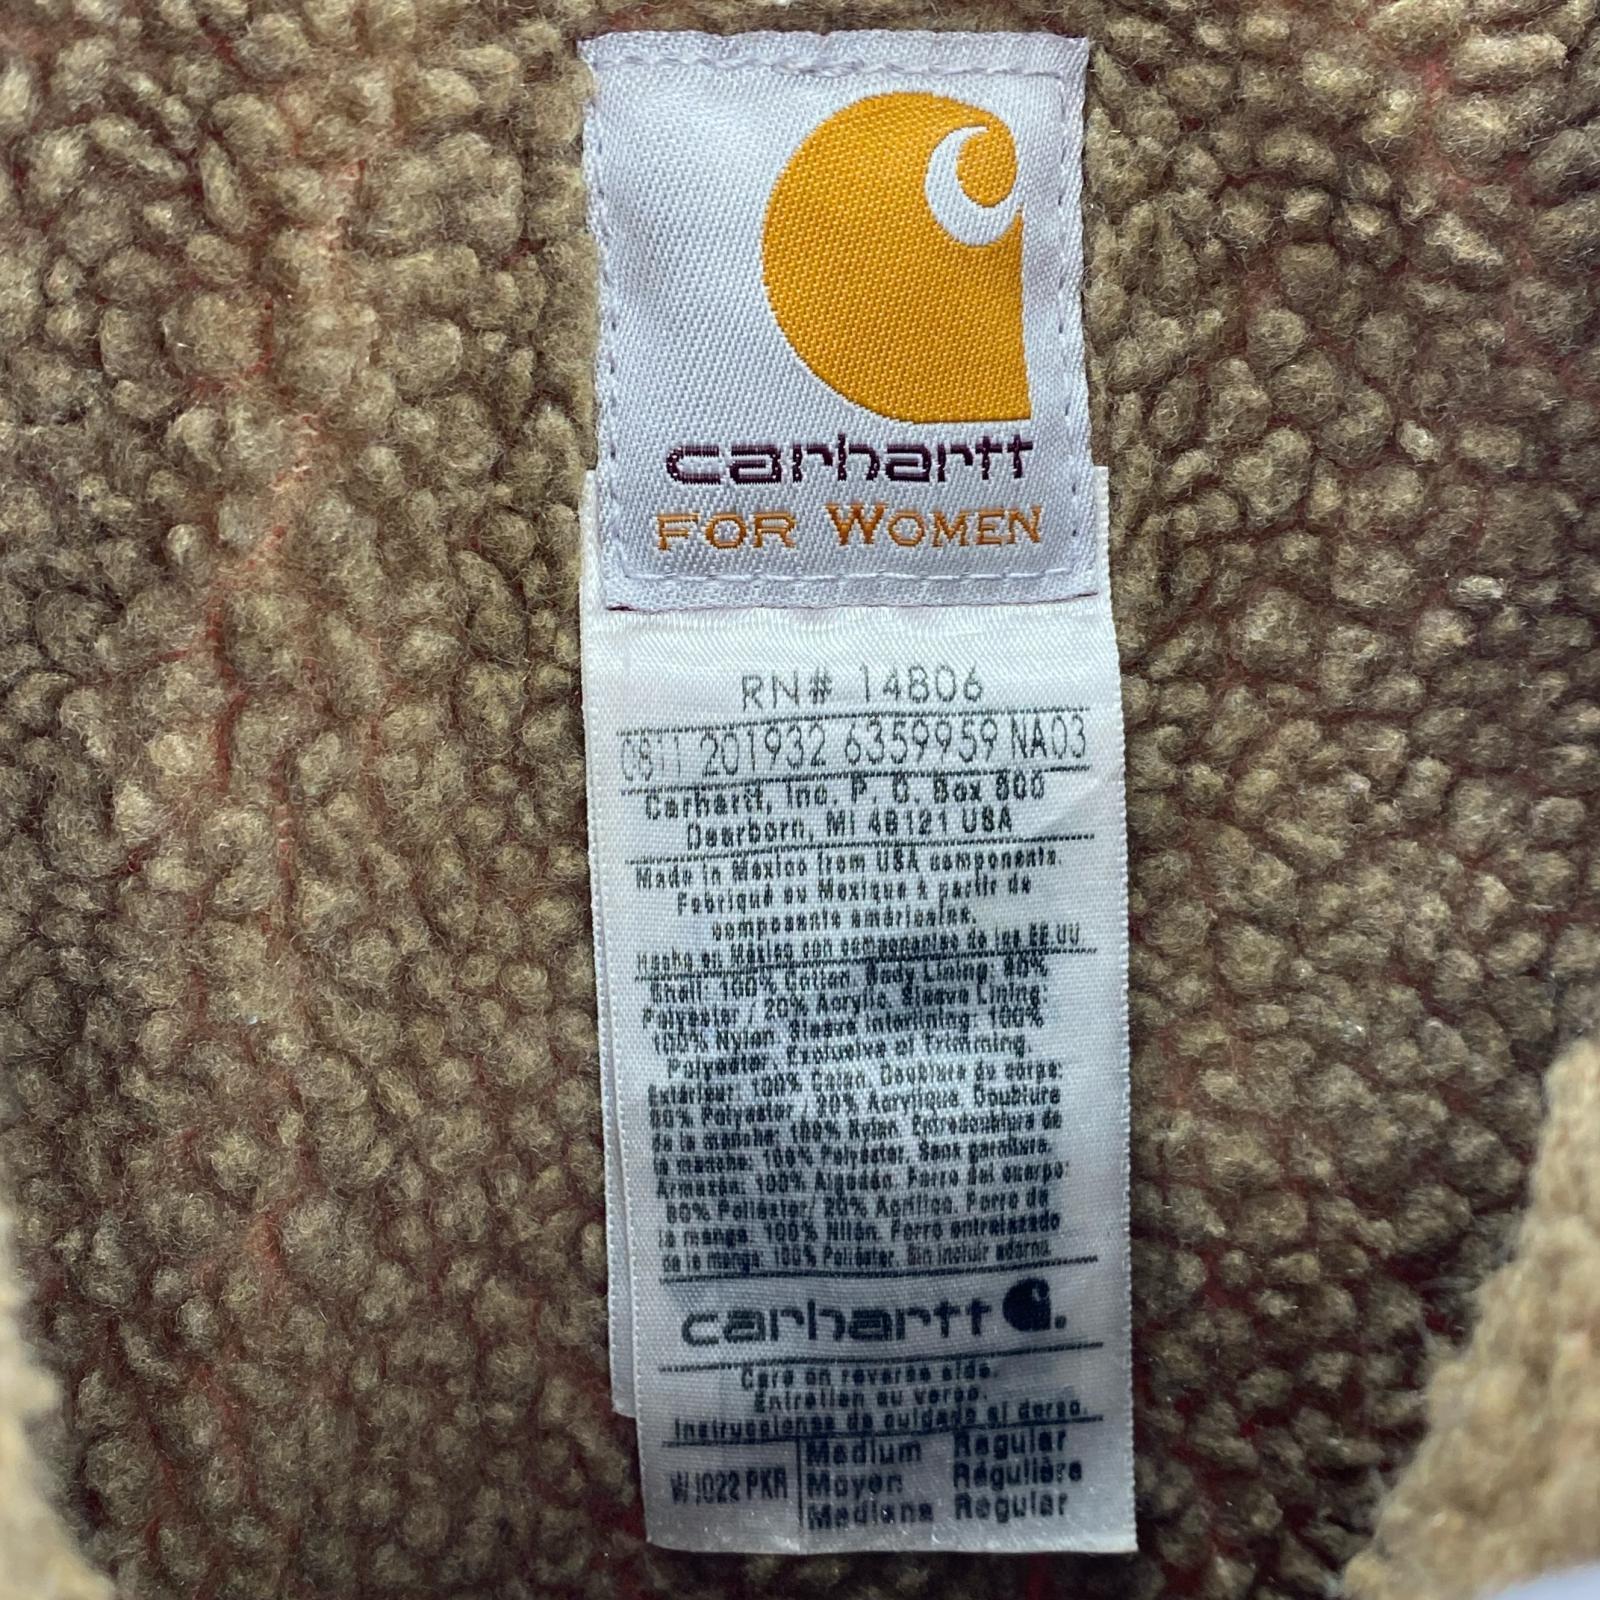 carhartt
FOR WOMEN
RN# 14806
0811 201932 6359959 NA03
Carhartt, Inc. P. O. Box 600
Dearborn, MI 48121 USA
Made in Mexico from USA components.
Fabriqué au Mexique à partir de
composants américains.
Hecho en México con componentes de los EE.UU
Shell: 100% Cotton. Body Lining: 80%
Polyester / 20% Acrylic. Sleeve Lining:
100% Nylon. Sleeve Interlining: 100%
Polyester. Exclusive of Trimming.
Extérieur: 100% Coton. Doublure du corps:
80% Polyester / 20% Acrylique. Doublure
de la manche: 100% Nylon. Entredoublure de
la manche: 100% Polyester. Sans garniture.
Armazón: 100% Algodón. Forro del cuerpo:
80% Poliéster/ 20% Acrílico. Forro de
la manga: 100% Nilón. Forro entrelazado
de la manga: 100% Poliéster. Sin incluir adorno.
carhartt
Care on reverse side.
Entretien au verso.
Instrucciones de cuidado al dorso.
WJ022 PKR
Medium Regular
Moyen Régulière
Mediana Regular